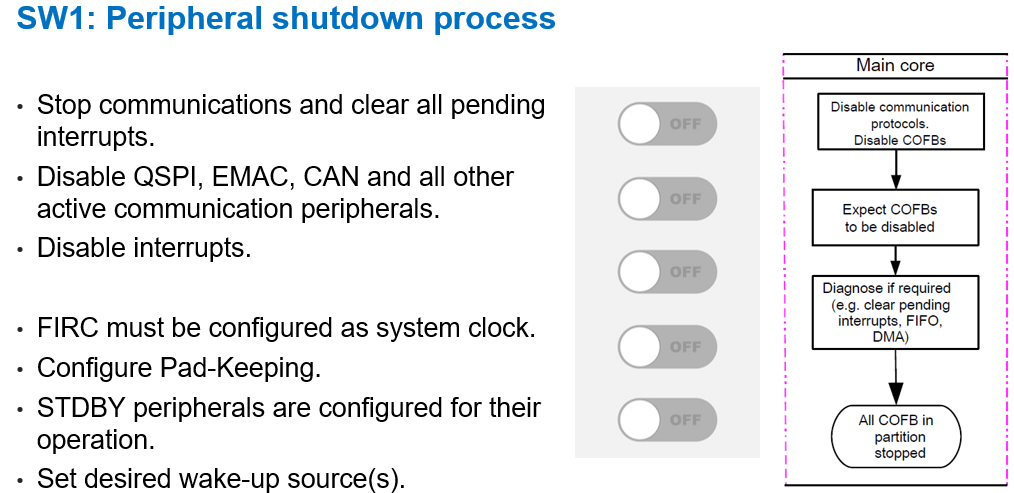 SW1: Peripheral shutdown process
• Stop communications and clear all pending
interrupts.
• Disable QSPI, EMAC, CAN and all other
active communication peripherals.
• Disable interrupts.
• FIRC must be configured as system clock.
• Configure Pad-Keeping.
• STDBY peripherals are configured for their
operation.
• Set desired wake-up source(s).
OFF
OFF
OFF
OFF
OFF
Main core
Disable communication
protocols.
Disable COFBs
Expect COFBs
to be disabled
Diagnose if required
(e.g. clear pending
interrupts, FIFO,
DMA)
All COFB in
partition
stopped